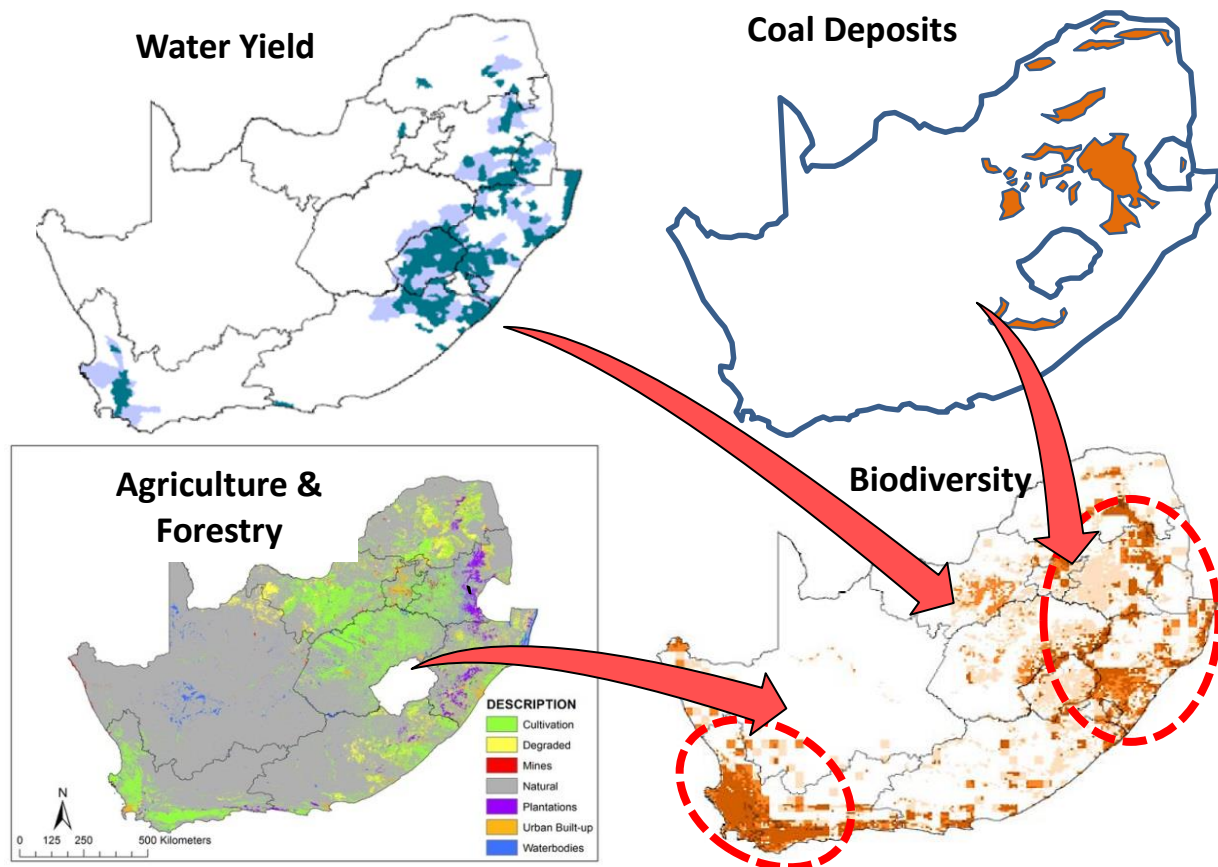 Water Yield
Coal Deposits
Agriculture &
Forestry
Biodiversity
DESCRIPTION
Cultivation
Degraded
Mines
Natural
Plantations
Urban Built-up
Waterbodies
N
0 125 250 500 Kilometers